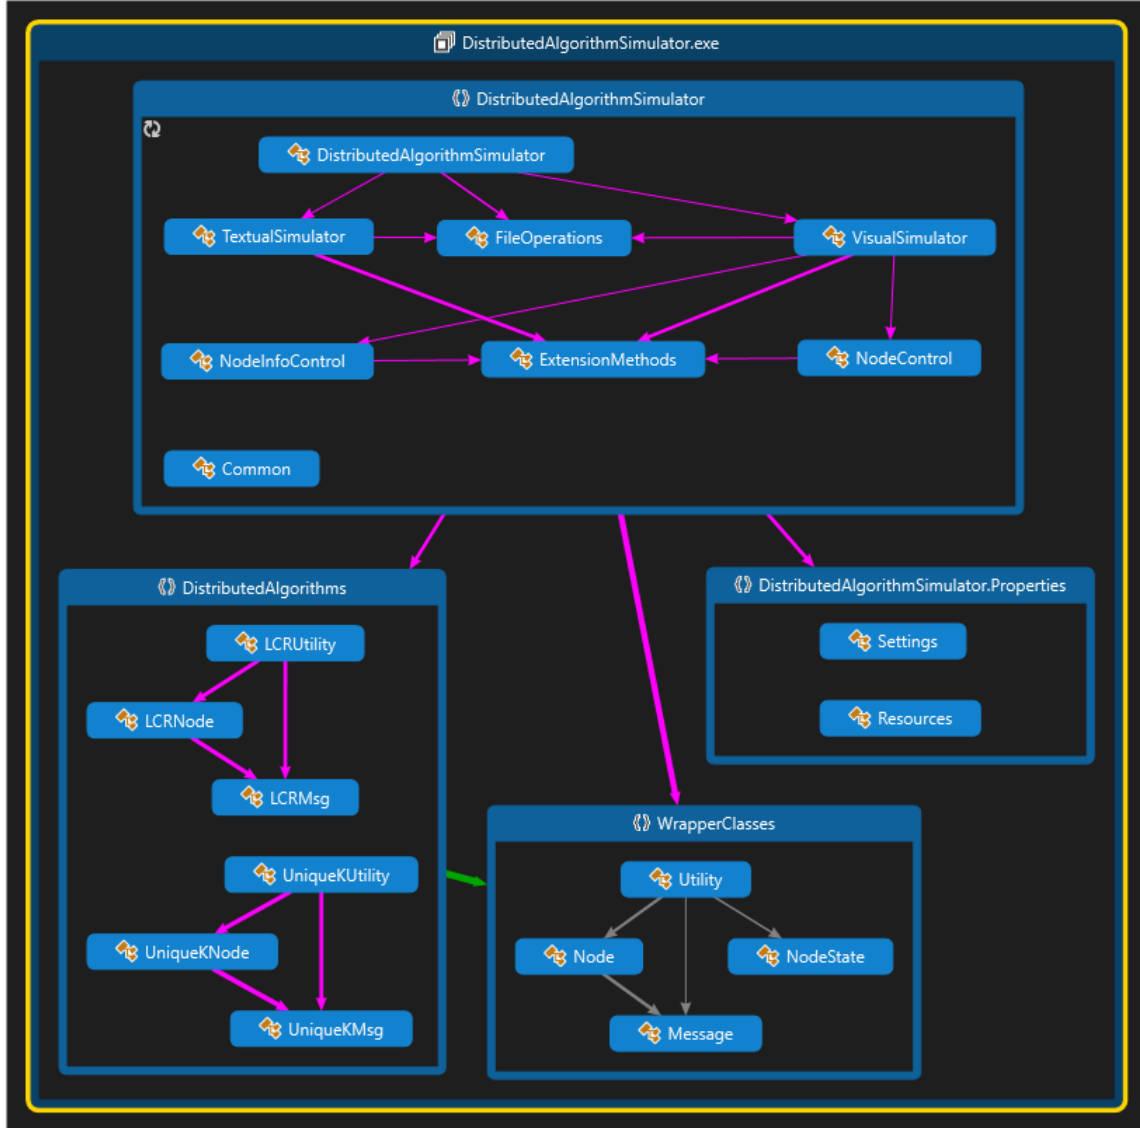 DistributedAlgorithmSimulator.exe
DistributedAlgorithmSimulator
DistributedAlgorithmSimulator
TextualSimulator
FileOperations
VisualSimulator
NodeInfoControl
ExtensionMethods
NodeControl
Common
DistributedAlgorithms
LCRUtility
LCRNode
LCRMsg
UniqueKUtility
UniqueKNode
UniqueKMsg
DistributedAlgorithmSimulator.Properties
Settings
Resources
WrapperClasses
Utility
Node
NodeState
Message